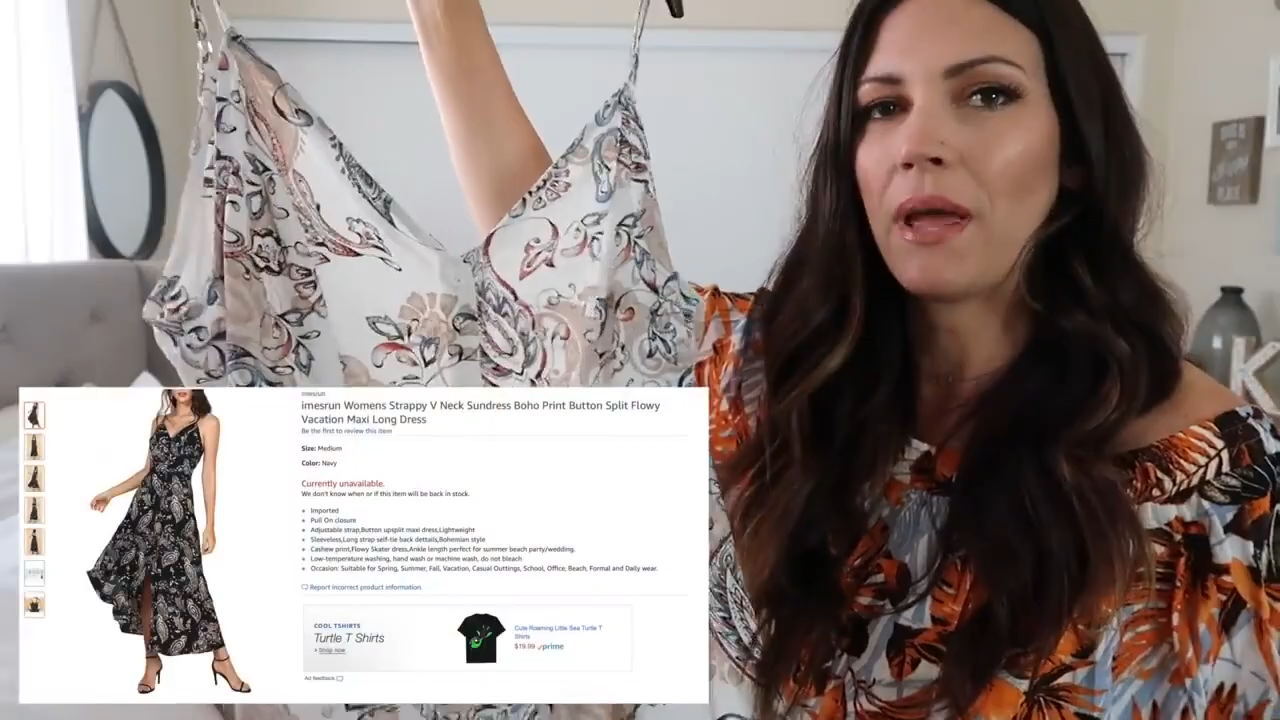 imesrun
imesrun Womens Strappy V Neck Sundress Boho Print Button Split Flowy
Vacation Maxi Long Dress
Be the first to review this item
Size: Medium
Color: Navy
Currently unavailable.
We don't know when or if this item will be back in stock.
Imported
Pull On closure
Adjustable strap,Button upsplit maxi dress,Lightweight
Sleeveless,Long strap self-tie back dettails,Bohemian style
Cashew print,Flowy Skater dress,Ankle length perfect for summer beach party/wedding.
Low-temperature washing, hand wash or machine wash, do not bleach
Occasion: Suitable for Spring, Summer, Fall, Vacation, Casual Outtings, School, Office, Beach, Formal and Daily wear.
Report incorrect product information.
COOL TSHIRTS
Turtle T Shirts
› Shop now
Cute Roaming Little Sea Turtle T
Shirts
$19.99 prime
Ad feedback
K